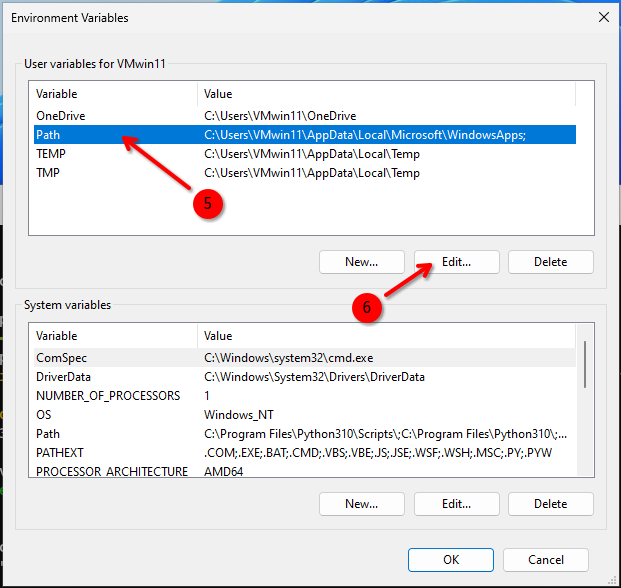 Environment Variables
User variables for VMwin11
Variable Value
OneDrive C:\Users\VMwin11\OneDrive
Path C:\Users\VMwin11\AppData\Local\Microsoft\WindowsApps;
TEMP C:\Users\VMwin11\AppData\Local\Temp
TMP C:\Users\VMwin11\AppData\Local\Temp
5
New... Edit... Delete
6
System variables
Variable Value
ComSpec C:\Windows\system32\cmd.exe
DriverData C:\Windows\System32\Drivers\DriverData
NUMBER_OF_PROCESSORS 1
OS Windows_NT
Path C:\Program Files\Python310\Scripts\;C:\Program Files\Python310\;...
PATHEXT .COM;.EXE;.BAT;.CMD;.VBS;.VBE;.JS;.JSE;.WSF;.WSH;.MSC;.PY;.PYW
PROCESSOR_ARCHITECTURE AMD64
New... Edit... Delete
OK Cancel